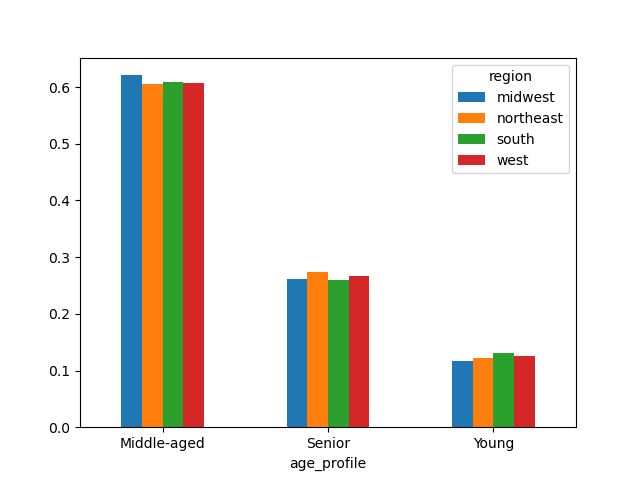 0.6
0.5
0.4
0.3
0.2
0.1
0.0
region
midwest
northeast
south
west
Middle-aged Senior Young
age_profile